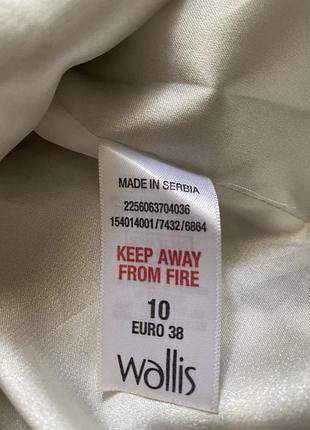 MADE IN SERBIA
2256063704036
154014001/7432/6864
KEEP AWAY
FROM FIRE
10
EURO 38
wallis